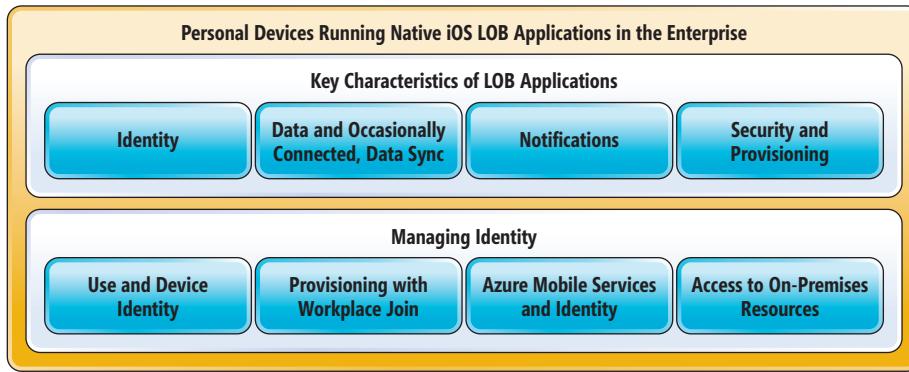 Personal Devices Running Native iOS LOB Applications in the Enterprise
Key Characteristics of LOB Applications
Identity
Data and Occasionally
Connected, Data Sync
Notifications
Security and
Provisioning
Managing Identity
Use and Device
Identity
Provisioning with
Workplace Join
Azure Mobile Services
and Identity
Access to On-Premises
Resources